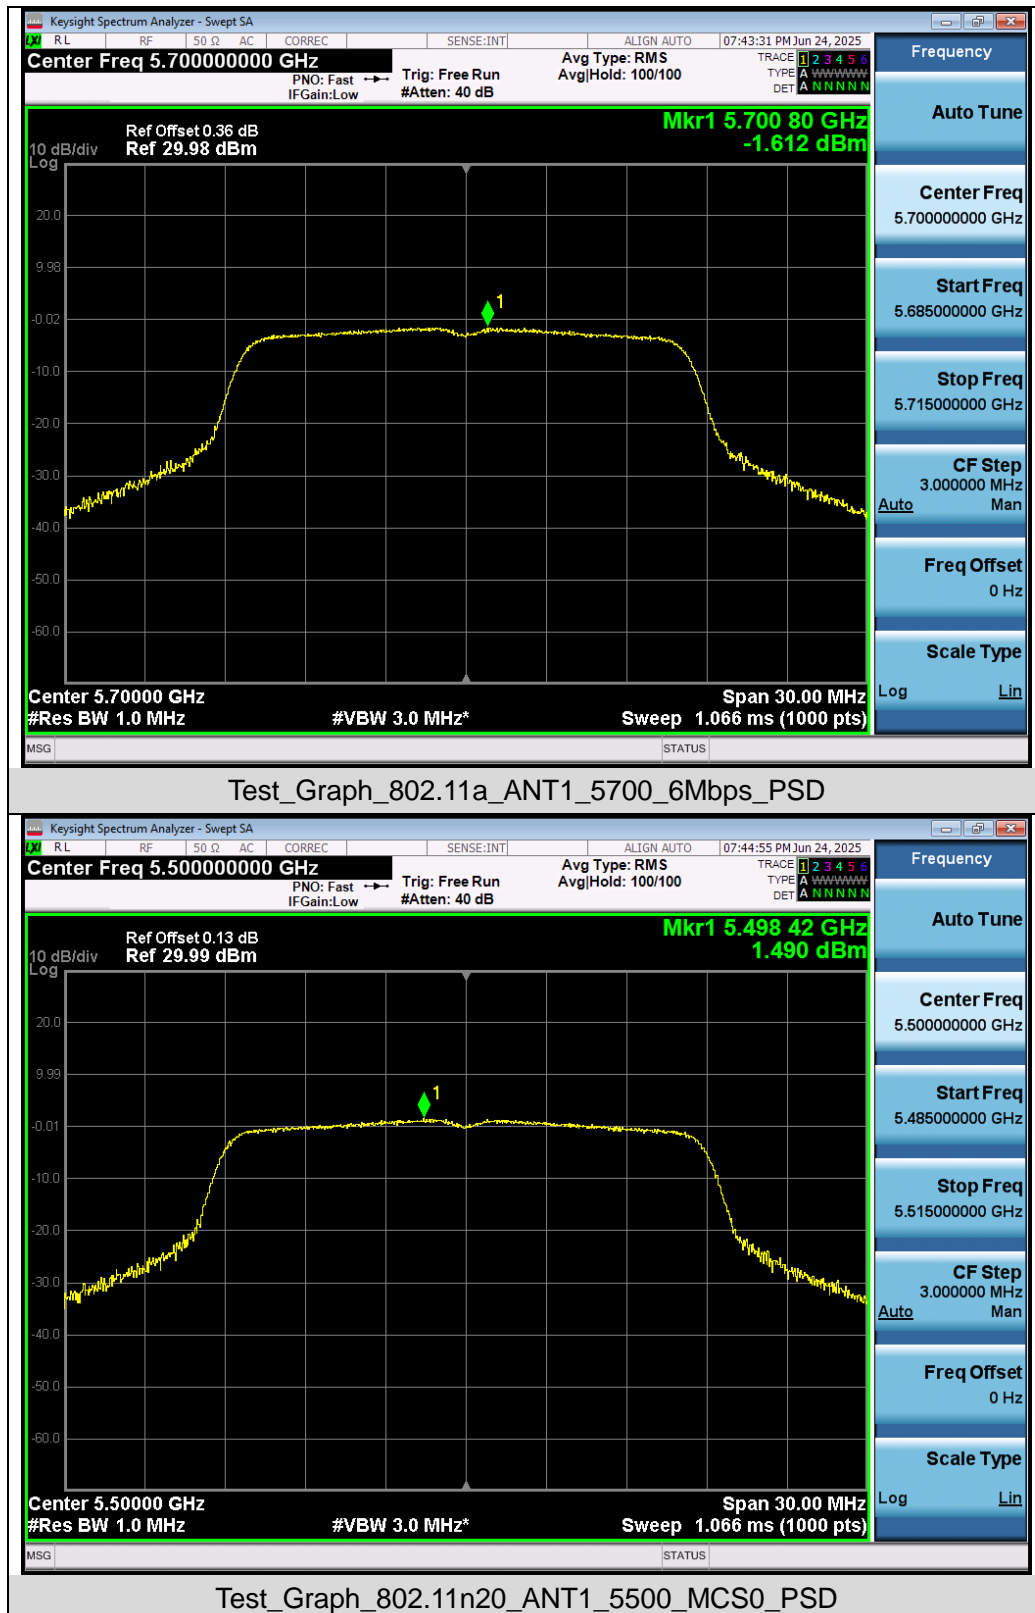 Keysight Spectrum Analyzer - Swept SA
LXI RL RF 50 Ω AC CORREC SENSE:INT ALIGN AUTO 07:43:31 PM Jun 24, 2025
Center Freq 5.700000000 GHz
PNO: Fast
IFGain:Low
Trig: Free Run
#Atten: 40 dB
Avg Type: RMS
Avg|Hold: 100/100
TRACE 1 2 3 4 5 6
TYPE A WWWWW
DET A N N N N N
Ref Offset 0.36 dB
10 dB/div Ref 29.98 dBm
Log
Mkr1 5.700 80 GHz
-1.612 dBm
20.0
9.98
-0.02
-10.0
-20.0
-30.0
-40.0
-50.0
-60.0
1
Center 5.70000 GHz
Span 30.00 MHz
#Res BW 1.0 MHz
#VBW 3.0 MHz*
Sweep 1.066 ms (1000 pts)
MSG
STATUS
Frequency
Auto Tune
Center Freq
5.700000000 GHz
Start Freq
5.685000000 GHz
Stop Freq
5.715000000 GHz
CF Step
3.000000 MHz
Auto Man
Freq Offset
0 Hz
Scale Type
Log Lin
Test_Graph_802.11a_ANT1_5700_6Mbps_PSD
Keysight Spectrum Analyzer - Swept SA
LXI RL RF 50 Ω AC CORREC SENSE:INT ALIGN AUTO 07:44:55 PM Jun 24, 2025
Center Freq 5.500000000 GHz
PNO: Fast
IFGain:Low
Trig: Free Run
#Atten: 40 dB
Avg Type: RMS
Avg|Hold: 100/100
TRACE 1 2 3 4 5 6
TYPE A WWWWW
DET A N N N N N
Ref Offset 0.13 dB
10 dB/div Ref 29.99 dBm
Log
Mkr1 5.498 42 GHz
1.490 dBm
20.0
9.99
-0.01
-10.0
-20.0
-30.0
-40.0
-50.0
-60.0
1
Center 5.50000 GHz
Span 30.00 MHz
#Res BW 1.0 MHz
#VBW 3.0 MHz*
Sweep 1.066 ms (1000 pts)
MSG
STATUS
Frequency
Auto Tune
Center Freq
5.500000000 GHz
Start Freq
5.485000000 GHz
Stop Freq
5.515000000 GHz
CF Step
3.000000 MHz
Auto Man
Freq Offset
0 Hz
Scale Type
Log Lin
Test_Graph_802.11n20_ANT1_5500_MCS0_PSD